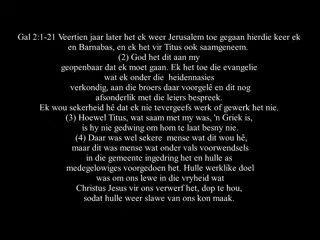 Gal 2:1-21 Veertien jaar later het ek weer Jerusalem toe gegaan hierdie keer ek
en Barnabas, en ek het vir Titus ook saamgeneem.
(2) God het dit aan my
geopenbaar dat ek moet gaan. Ek het toe die evangelie
wat ek onder die heidennasies
verkondig, aan die broers daar voorgelê en dit nog
afsonderlik met die leiers bespreek.
Ek wou sekerheid hê dat ek nie tevergeefs werk of gewerk het nie.
(3) Hoewel Titus, wat saam met my was, 'n Griek is,
is hy nie gedwing om hom te laat besny nie.
(4) Daar was wel sekere mense wat dit wou hê,
maar dit was mense wat onder vals voorwendsels
in die gemeente ingedring het en hulle as
medegelowiges voorgedoen het. Hulle werklike doel
was om ons oor te lewe in die vryheid wat
Christus Jesus vir ons verwerf het, dop te hou,
sodat hulle weer slawe van ons kon maak.